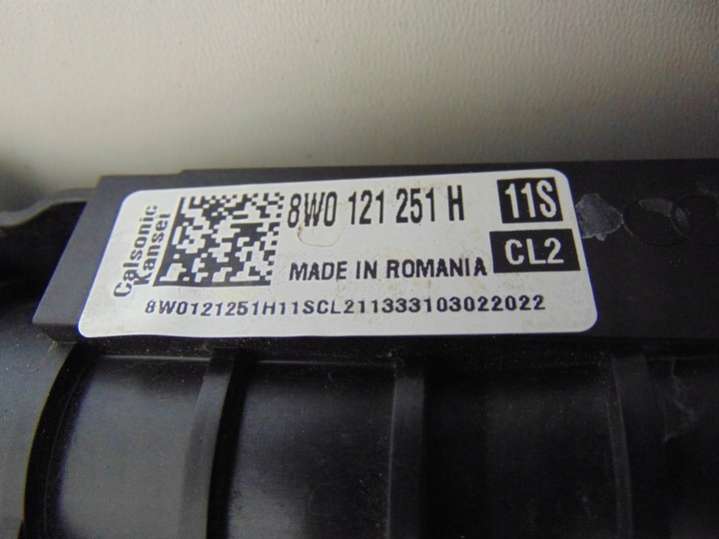 Calsonic
Kansei
8W0 121 251 H
11S
MADE IN ROMANIA
CL2
8W0121251H11SCL211333103022022